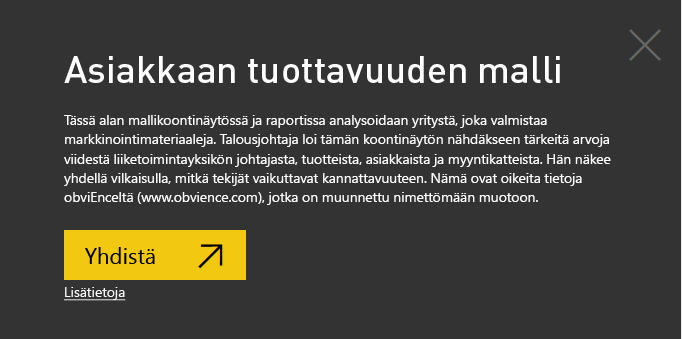 Asiakkaan tuottavuuden malli
Tässä alan mallikoontinäytössä ja raportissa analysoidaan yritystä, joka valmistaa
markkinointimateriaaleja. Talousjohtaja loi tämän koontinäytön nähdäkseen tärkeitä arvoja
viidestä liiketoimintayksikön johtajasta, tuotteista, asiakkaista ja myyntikatteista. Hän näkee
yhdellä vilkaisulla, mitkä tekijät vaikuttavat kannattavuuteen. Nämä ovat oikeita tietoja
obviEnceltä (www.obvience.com), jotka on muunnettu nimettömään muotoon.
Yhdistä
Lisätietoja